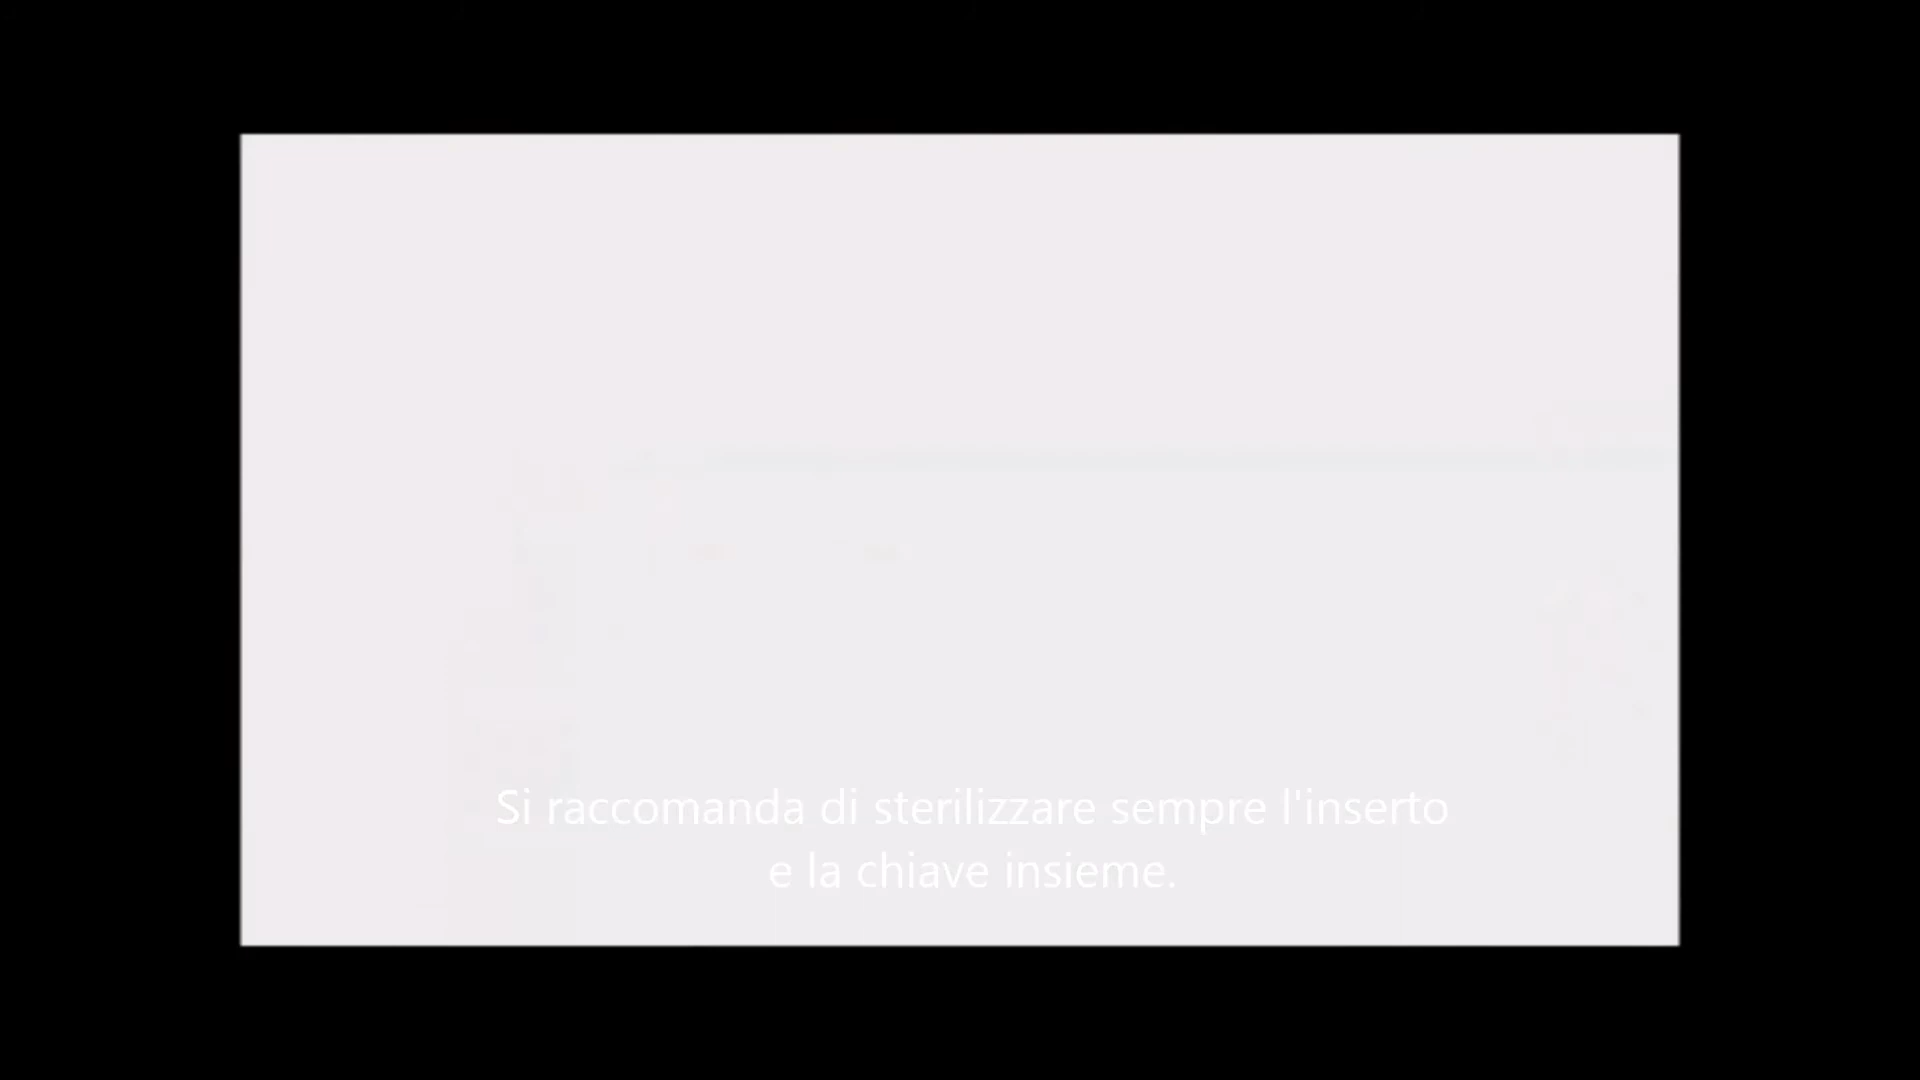 Si raccomanda di sterilizzare sempre l'inserto
e la chiave insieme.